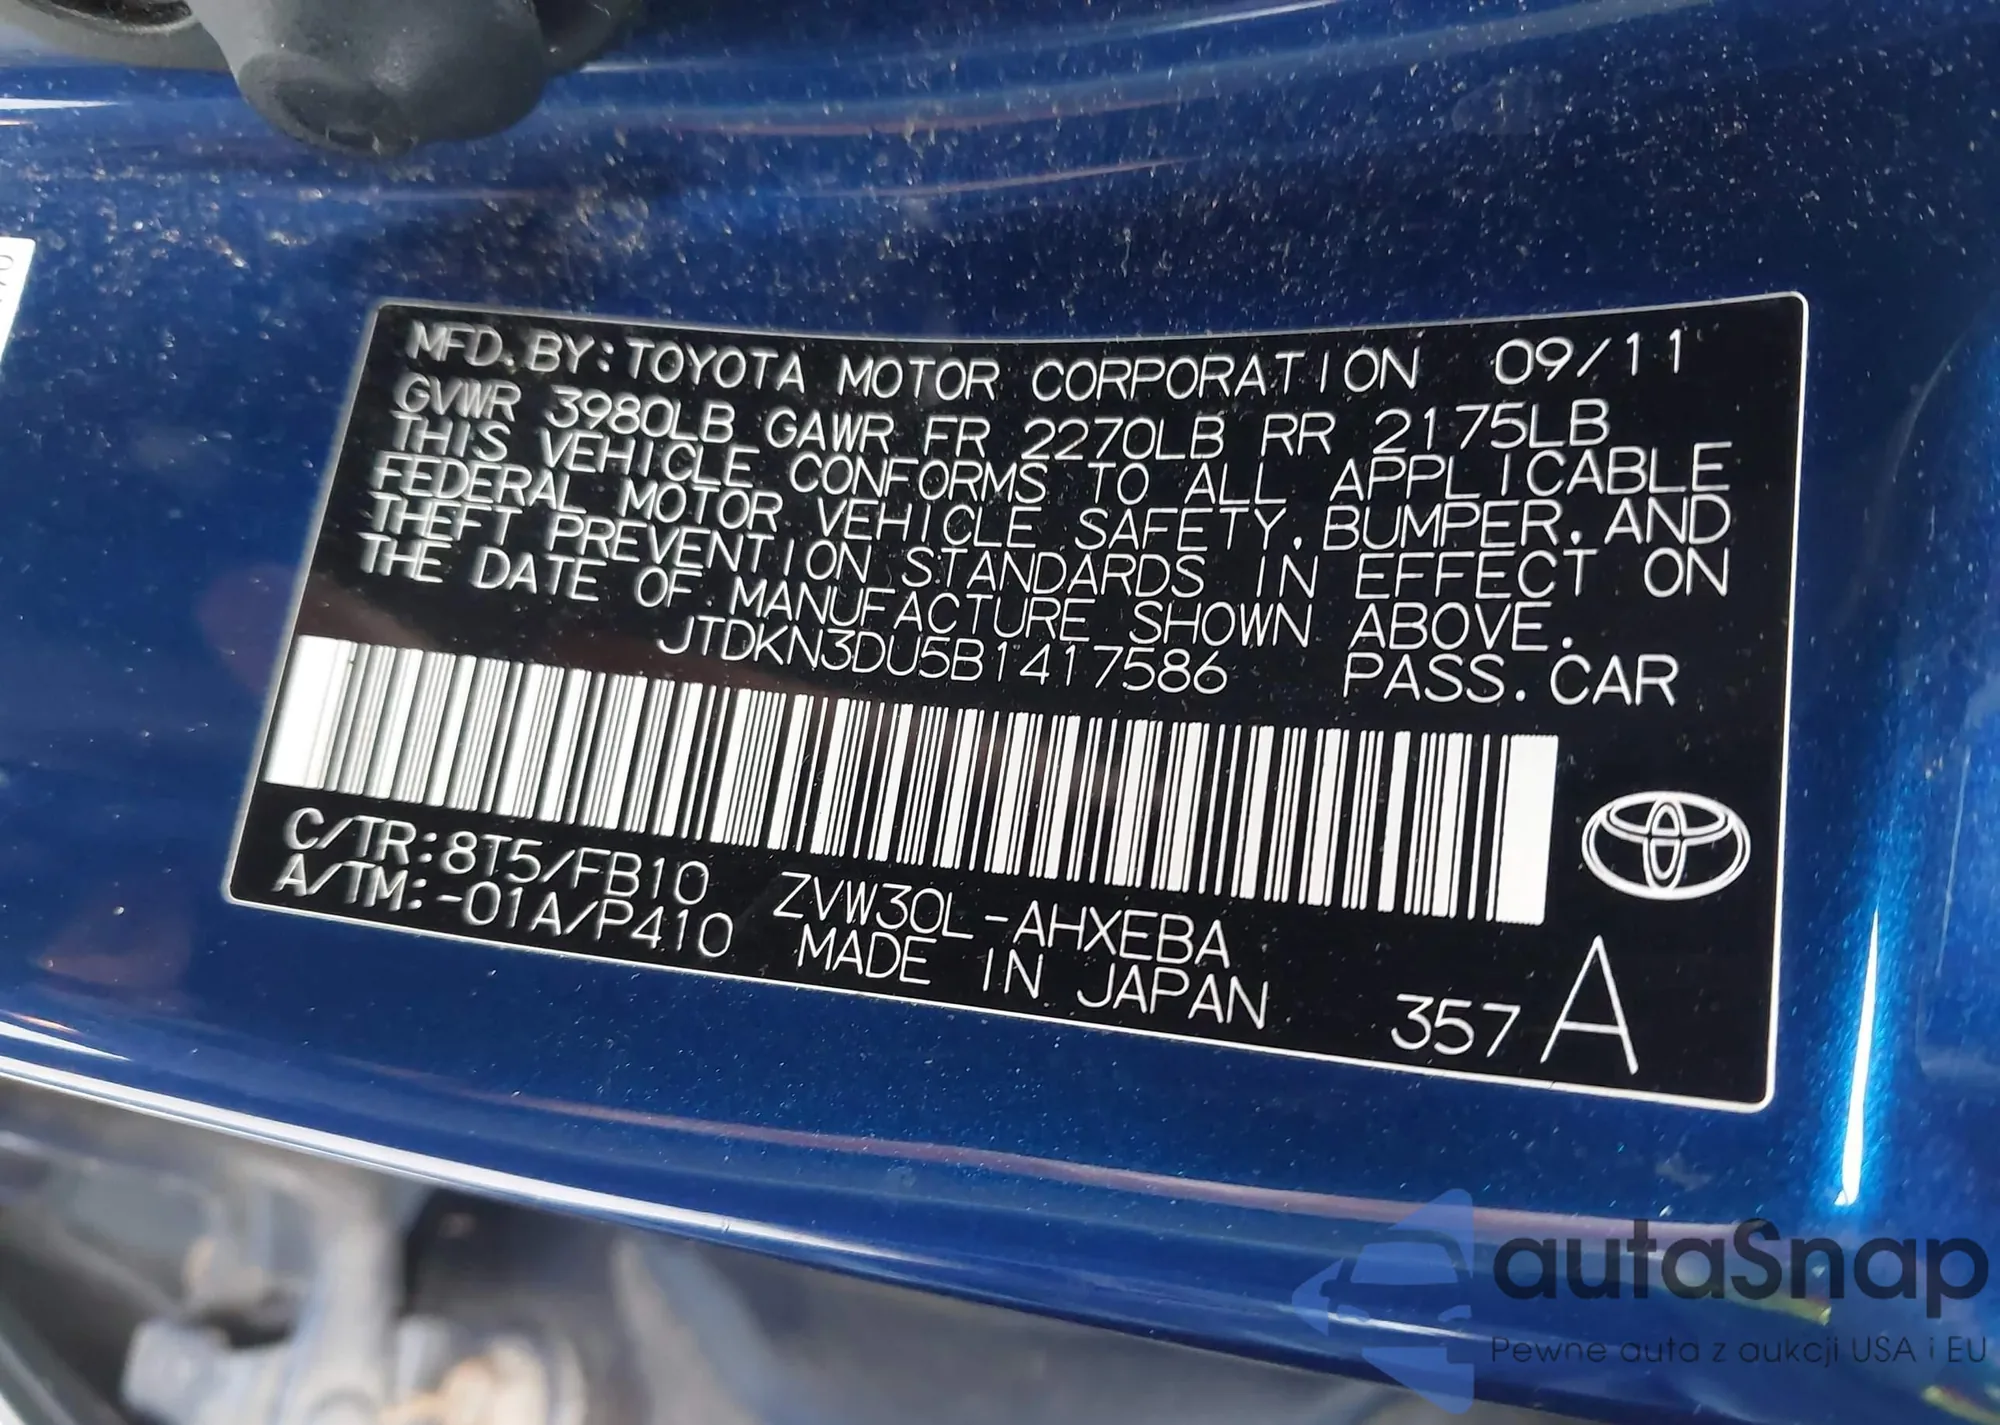 MFD. BY: TOYOTA MOTOR CORPORATION 09/11
GVWR 3980LB GAWR FR 2270LB RR 2175LB
THIS VEHICLE CONFORMS TO ALL APPLICABLE
FEDERAL MOTOR VEHICLE SAFETY, BUMPER, AND
THEFT PREVENTION STANDARDS IN EFFECT ON
THE DATE OF MANUFACTURE SHOWN ABOVE.
JTDKN3DU5B1417586 PASS. CAR
C/TR: 8T5/FB10 ZVW30L-AHXEBA
A/TM: -01A/P410 MADE IN JAPAN 357 A
autaSnap
Pewne auta z aukcji USA i EU